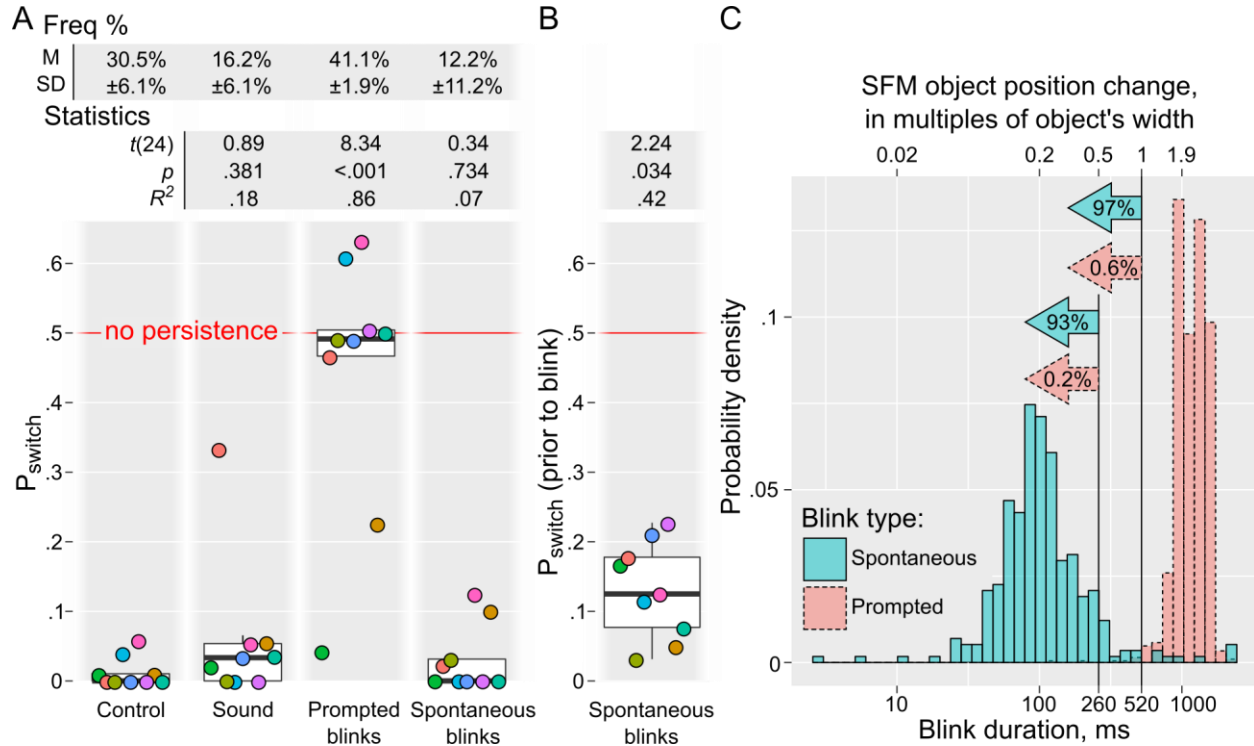 A
Freq %
M 30.5% 16.2% 41.1% 12.2%
SD ±6.1% ±6.1% ±1.9% ±11.2%
Statistics
t(24) 0.89 8.34 0.34
p .381 <.001 .734
R² .18 .86 .07
.6
.5
.4
.3
.2
.1
0
P switch
no persistence
Control
Sound
Prompted
blinks
Spontaneous
blinks
B
2.24
.034
.42
.6
.5
.4
.3
.2
.1
0
P switch (prior to blink)
Spontaneous
blinks
C
SFM object position change,
in multiples of object's width
0.02 0.2 0.5 1 1.9
97%
0.6%
93%
0.2%
.1
.05
0
Probability density
Blink type:
Spontaneous
Prompted
10 100 260 520 1000
Blink duration, ms